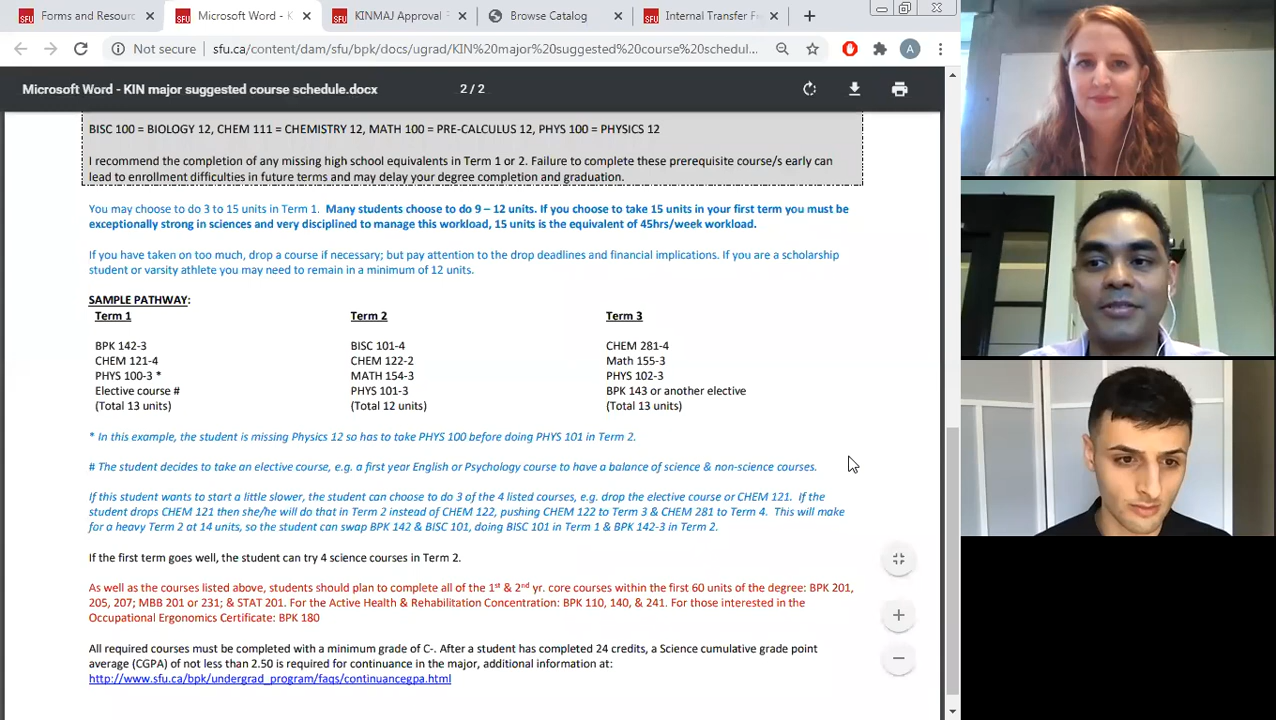 Forms and Resour
Microsoft Word - K
KINMAJ Approval F
Browse Catalog
Internal Transfer F
Not secure
sfu.ca/content/dam/sfu/bpk/docs/ugrad/KIN%20major%20suggested%20course%20schedul...
A
Microsoft Word - KIN major suggested course schedule.docx
2 / 2
BISC 100 = BIOLOGY 12, CHEM 111 = CHEMISTRY 12, MATH 100 = PRE-CALCULUS 12, PHYS 100 = PHYSICS 12
I recommend the completion of any missing high school equivalents in Term 1 or 2. Failure to complete these prerequisite course/s early can
lead to enrollment difficulties in future terms and may delay your degree completion and graduation.
You may choose to do 3 to 15 units in Term 1. Many students choose to do 9 – 12 units. If you choose to take 15 units in your first term you must be
exceptionally strong in sciences and very disciplined to manage this workload, 15 units is the equivalent of 45hrs/week workload.
If you have taken on too much, drop a course if necessary; but pay attention to the drop deadlines and financial implications. If you are a scholarship
student or varsity athlete you may need to remain in a minimum of 12 units.
SAMPLE PATHWAY:
Term 1 Term 2 Term 3
BPK 142-3 BISC 101-4 CHEM 281-4
CHEM 121-4 CHEM 122-2 Math 155-3
PHYS 100-3 * MATH 154-3 PHYS 102-3
Elective course # PHYS 101-3 BPK 143 or another elective
(Total 13 units) (Total 12 units) (Total 13 units)
* In this example, the student is missing Physics 12 so has to take PHYS 100 before doing PHYS 101 in Term 2.
# The student decides to take an elective course, e.g. a first year English or Psychology course to have a balance of science & non-science courses.
If this student wants to start a little slower, the student can choose to do 3 of the 4 listed courses, e.g. drop the elective course or CHEM 121. If the
student drops CHEM 121 then she/he will do that in Term 2 instead of CHEM 122, pushing CHEM 122 to Term 3 & CHEM 281 to Term 4. This will make
for a heavy Term 2 at 14 units, so the student can swap BPK 142 & BISC 101, doing BISC 101 in Term 1 & BPK 142-3 in Term 2.
If the first term goes well, the student can try 4 science courses in Term 2.
As well as the courses listed above, students should plan to complete all of the 1st & 2nd yr. core courses within the first 60 units of the degree: BPK 201,
205, 207; MBB 201 or 231; & STAT 201. For the Active Health & Rehabilitation Concentration: BPK 110, 140, & 241. For those interested in the
Occupational Ergonomics Certificate: BPK 180
All required courses must be completed with a minimum grade of C-. After a student has completed 24 credits, a Science cumulative grade point
average (CGPA) of not less than 2.50 is required for continuance in the major, additional information at:
http://www.sfu.ca/bpk/undergrad_program/faqs/continuancegpa.html